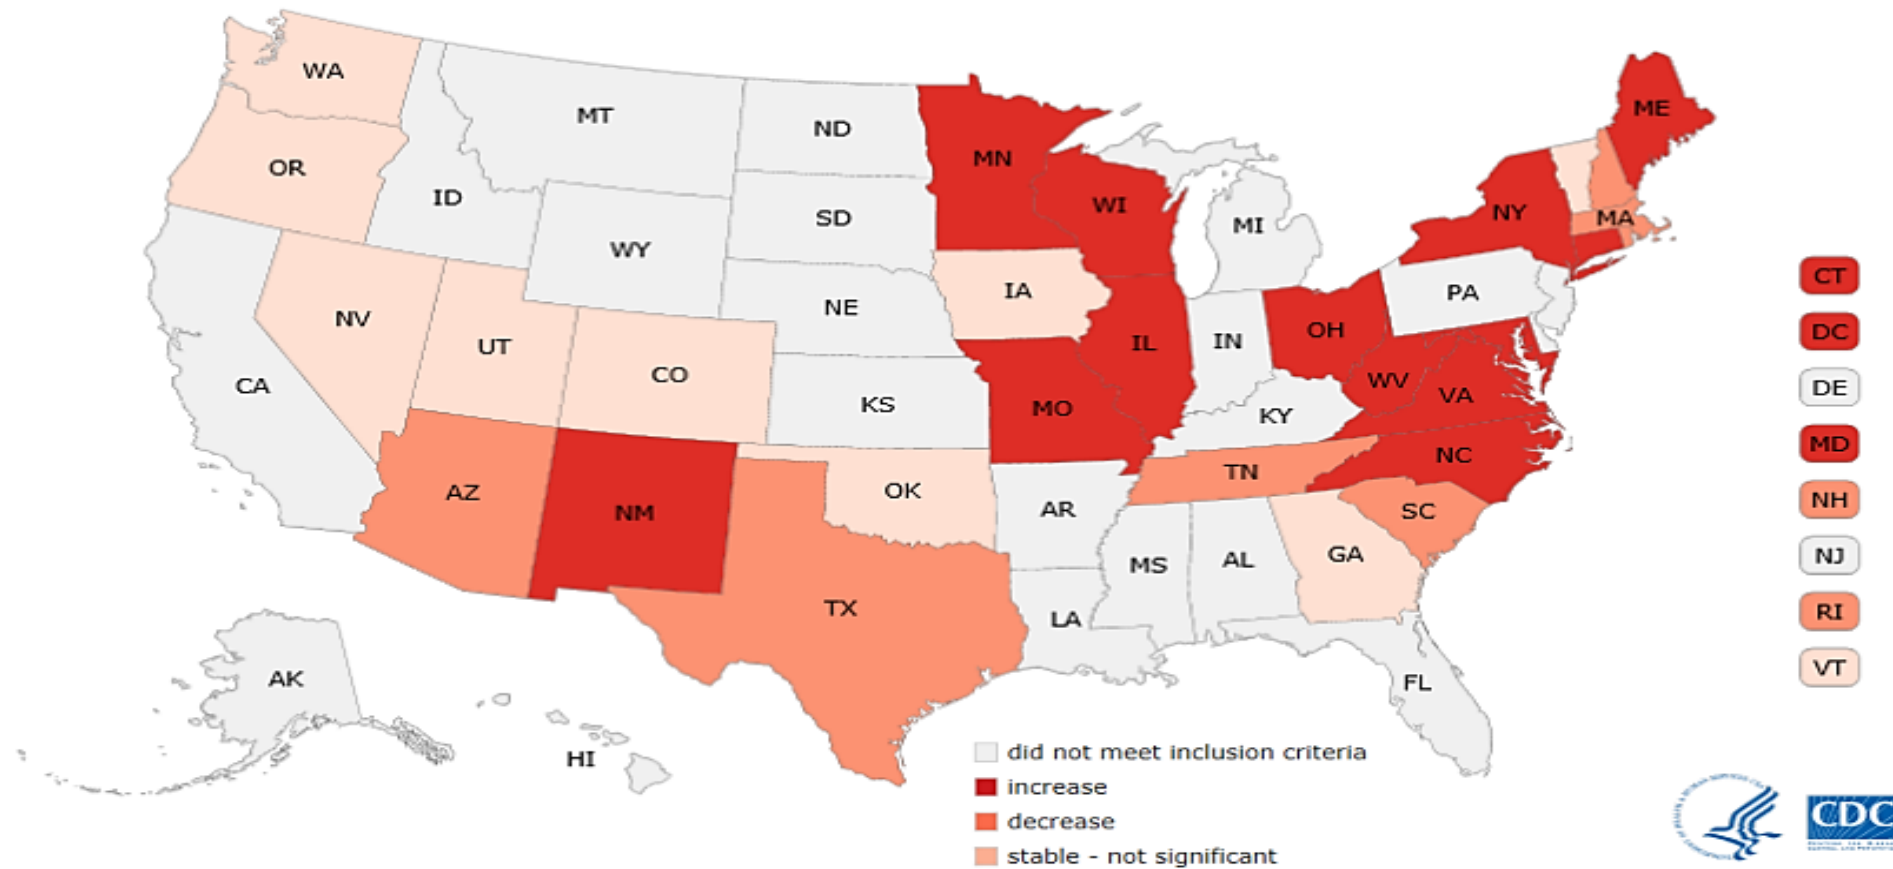 WA
MT
ND
MN
ME
OR
ID
SD
WI
NY
MA
MI
WY
NV
UT
NE
IA
PA
CT
CO
IL
IN
OH
DC
CA
KS
MO
KY
WV
VA
DE
AZ
NM
OK
AR
TN
NC
MD
TX
MS
AL
GA
SC
NH
LA
NJ
AK
FL
RI
HI
VT
did not meet inclusion criteria
increase
decrease
stable - not significant
CDC